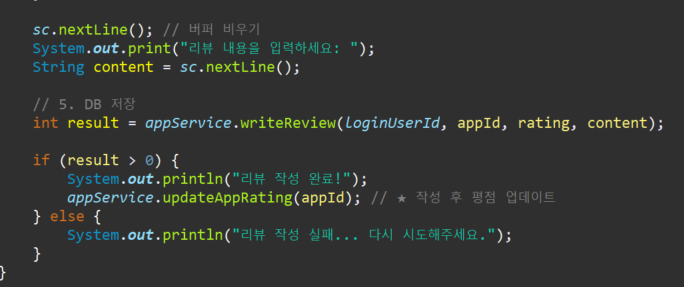 sc.nextLine(); // 버퍼 비우기
System.out.print("리뷰 내용을 입력하세요: ");
String content = sc.nextLine();
// 5. DB 저장
int result = appService.writeReview(loginUserId, appId, rating, content);
if (result > 0) {
System.out.println("리뷰 작성 완료!");
appService.updateAppRating(appId); // ★ 작성 후 평점 업데이트
} else {
System.out.println("리뷰 작성 실패... 다시 시도해주세요.");
}
}